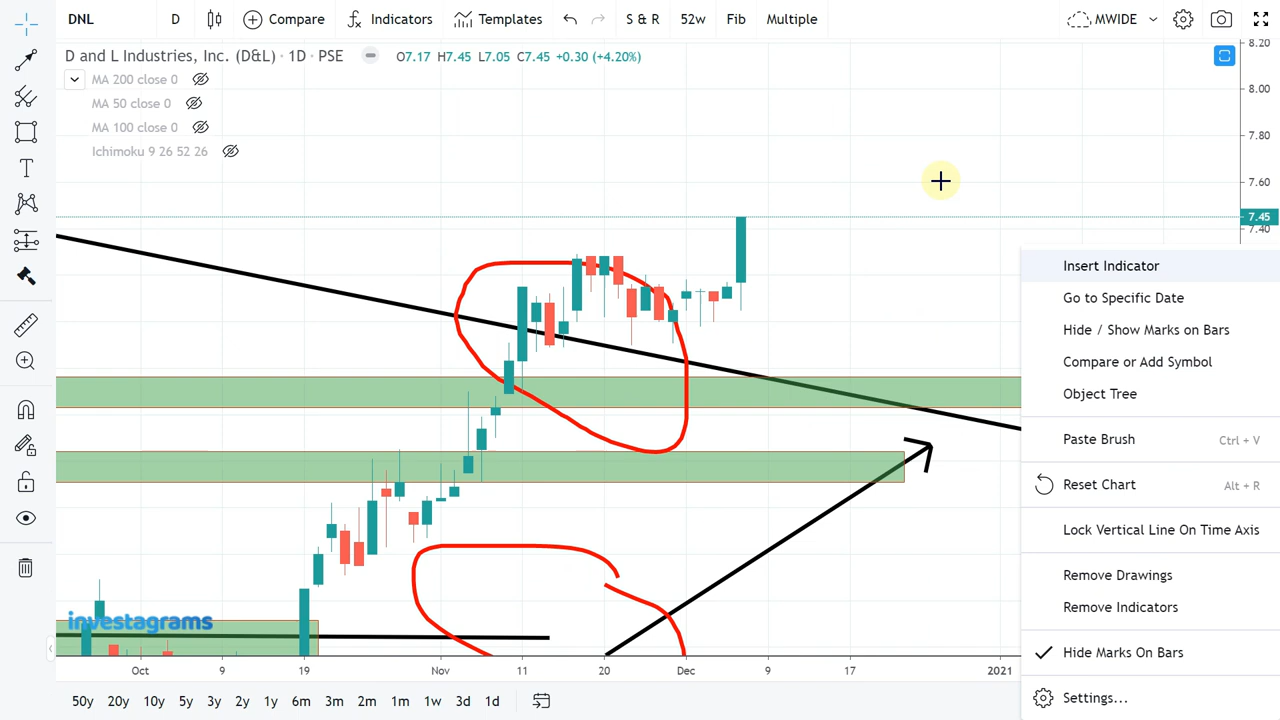 DNL D Compare Indicators Templates S & R 52w Fib Multiple MWIDE
D and L Industries, Inc. (D&L) · 1D · PSE O7.17 H7.45 L7.05 C7.45 +0.30 (+4.20%)
MA 200 close 0
MA 50 close 0
MA 100 close 0
Ichimoku 9 26 52 26
8.20
8.00
7.80
7.60
7.45
7.40
Insert Indicator
Go to Specific Date
Hide / Show Marks on Bars
Compare or Add Symbol
Object Tree
Paste Brush Ctrl + V
Reset Chart Alt + R
Lock Vertical Line On Time Axis
Remove Drawings
Remove Indicators
Hide Marks On Bars
Settings...
investagrams
Oct 9 19 Nov 11 20 Dec 9 17 2021
50y 20y 10y 5y 3y 2y 1y 6m 3m 2m 1m 1w 3d 1d